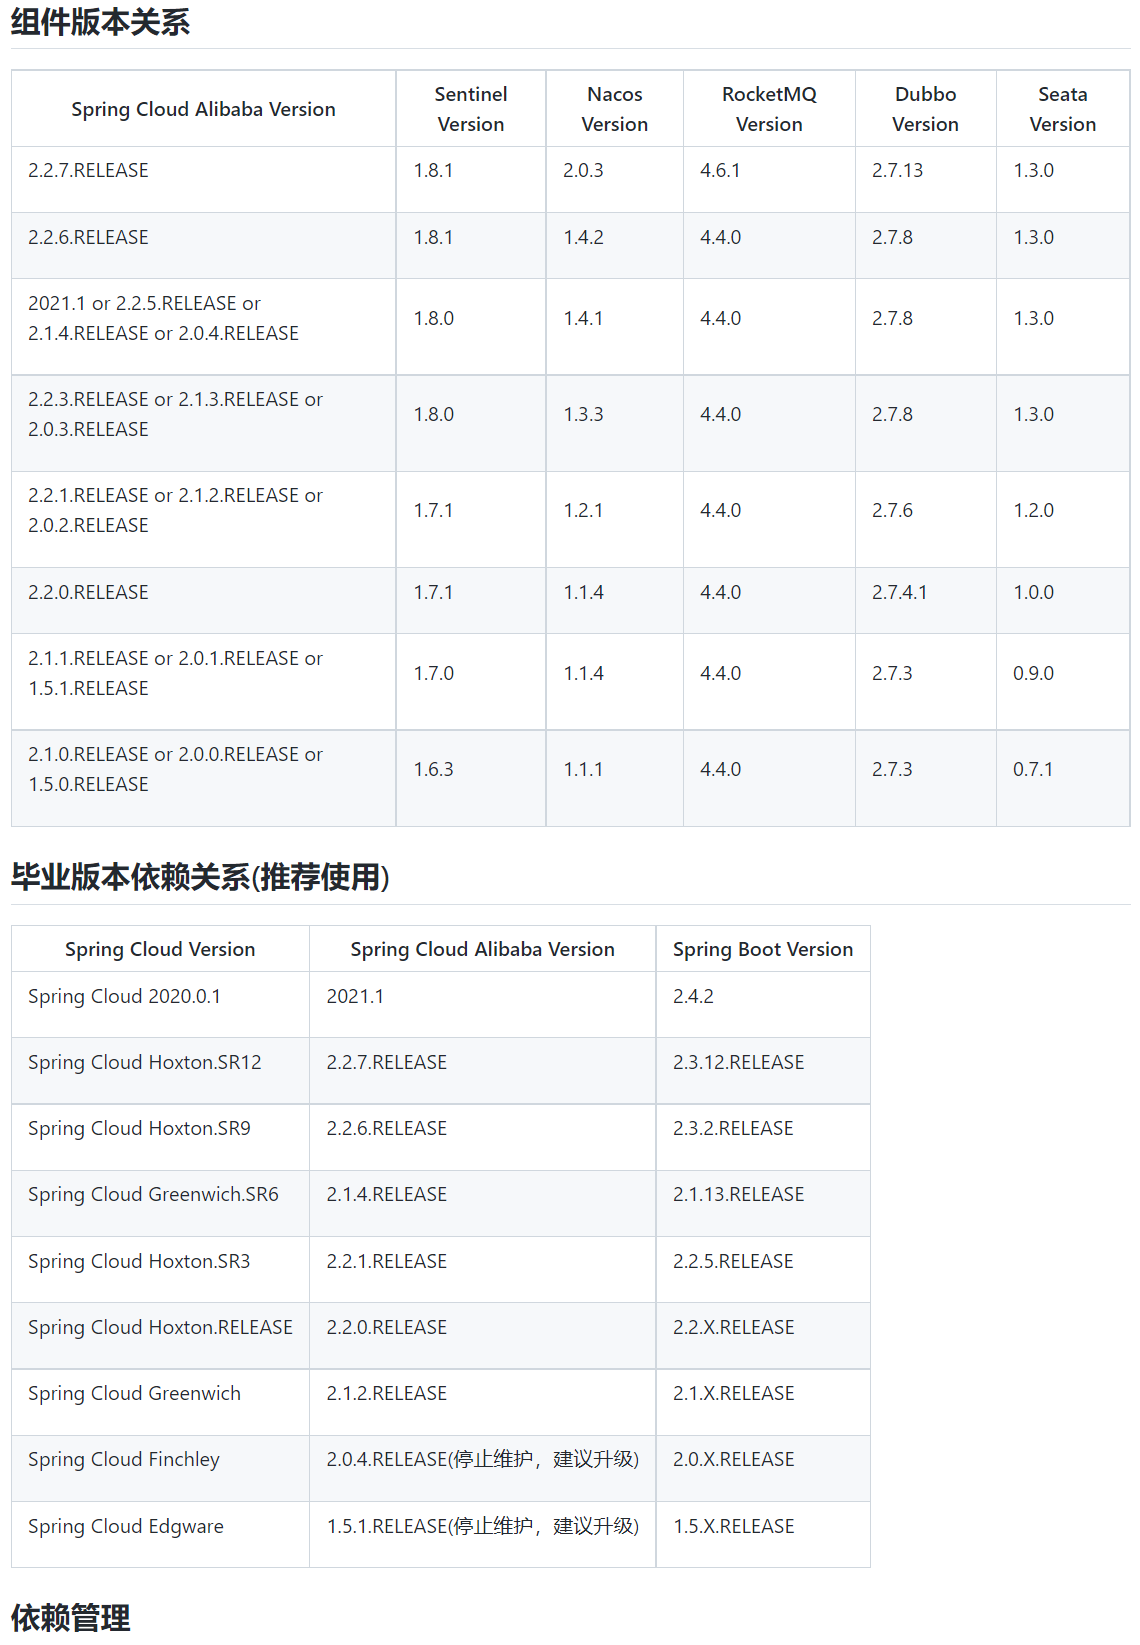 组件版本关系
Spring Cloud Alibaba Version Sentinel Version Nacos Version RocketMQ Version Dubbo Version Seata Version
2.2.7.RELEASE 1.8.1 2.0.3 4.6.1 2.7.13 1.3.0
2.2.6.RELEASE 1.8.1 1.4.2 4.4.0 2.7.8 1.3.0
2021.1 or 2.2.5.RELEASE or 2.1.4.RELEASE or 2.0.4.RELEASE 1.8.0 1.4.1 4.4.0 2.7.8 1.3.0
2.2.3.RELEASE or 2.1.3.RELEASE or 2.0.3.RELEASE 1.8.0 1.3.3 4.4.0 2.7.8 1.3.0
2.2.1.RELEASE or 2.1.2.RELEASE or 2.0.2.RELEASE 1.7.1 1.2.1 4.4.0 2.7.6 1.2.0
2.2.0.RELEASE 1.7.1 1.1.4 4.4.0 2.7.4.1 1.0.0
2.1.1.RELEASE or 2.0.1.RELEASE or 1.5.1.RELEASE 1.7.0 1.1.4 4.4.0 2.7.3 0.9.0
2.1.0.RELEASE or 2.0.0.RELEASE or 1.5.0.RELEASE 1.6.3 1.1.1 4.4.0 2.7.3 0.7.1
毕业版本依赖关系(推荐使用)
Spring Cloud Version Spring Cloud Alibaba Version Spring Boot Version
Spring Cloud 2020.0.1 2021.1 2.4.2
Spring Cloud Hoxton.SR12 2.2.7.RELEASE 2.3.12.RELEASE
Spring Cloud Hoxton.SR9 2.2.6.RELEASE 2.3.2.RELEASE
Spring Cloud Greenwich.SR6 2.1.4.RELEASE 2.1.13.RELEASE
Spring Cloud Hoxton.SR3 2.2.1.RELEASE 2.2.5.RELEASE
Spring Cloud Hoxton.RELEASE 2.2.0.RELEASE 2.2.X.RELEASE
Spring Cloud Greenwich 2.1.2.RELEASE 2.1.X.RELEASE
Spring Cloud Finchley 2.0.4.RELEASE(停止维护，建议升级) 2.0.X.RELEASE
Spring Cloud Edgware 1.5.1.RELEASE(停止维护，建议升级) 1.5.X.RELEASE
依赖管理